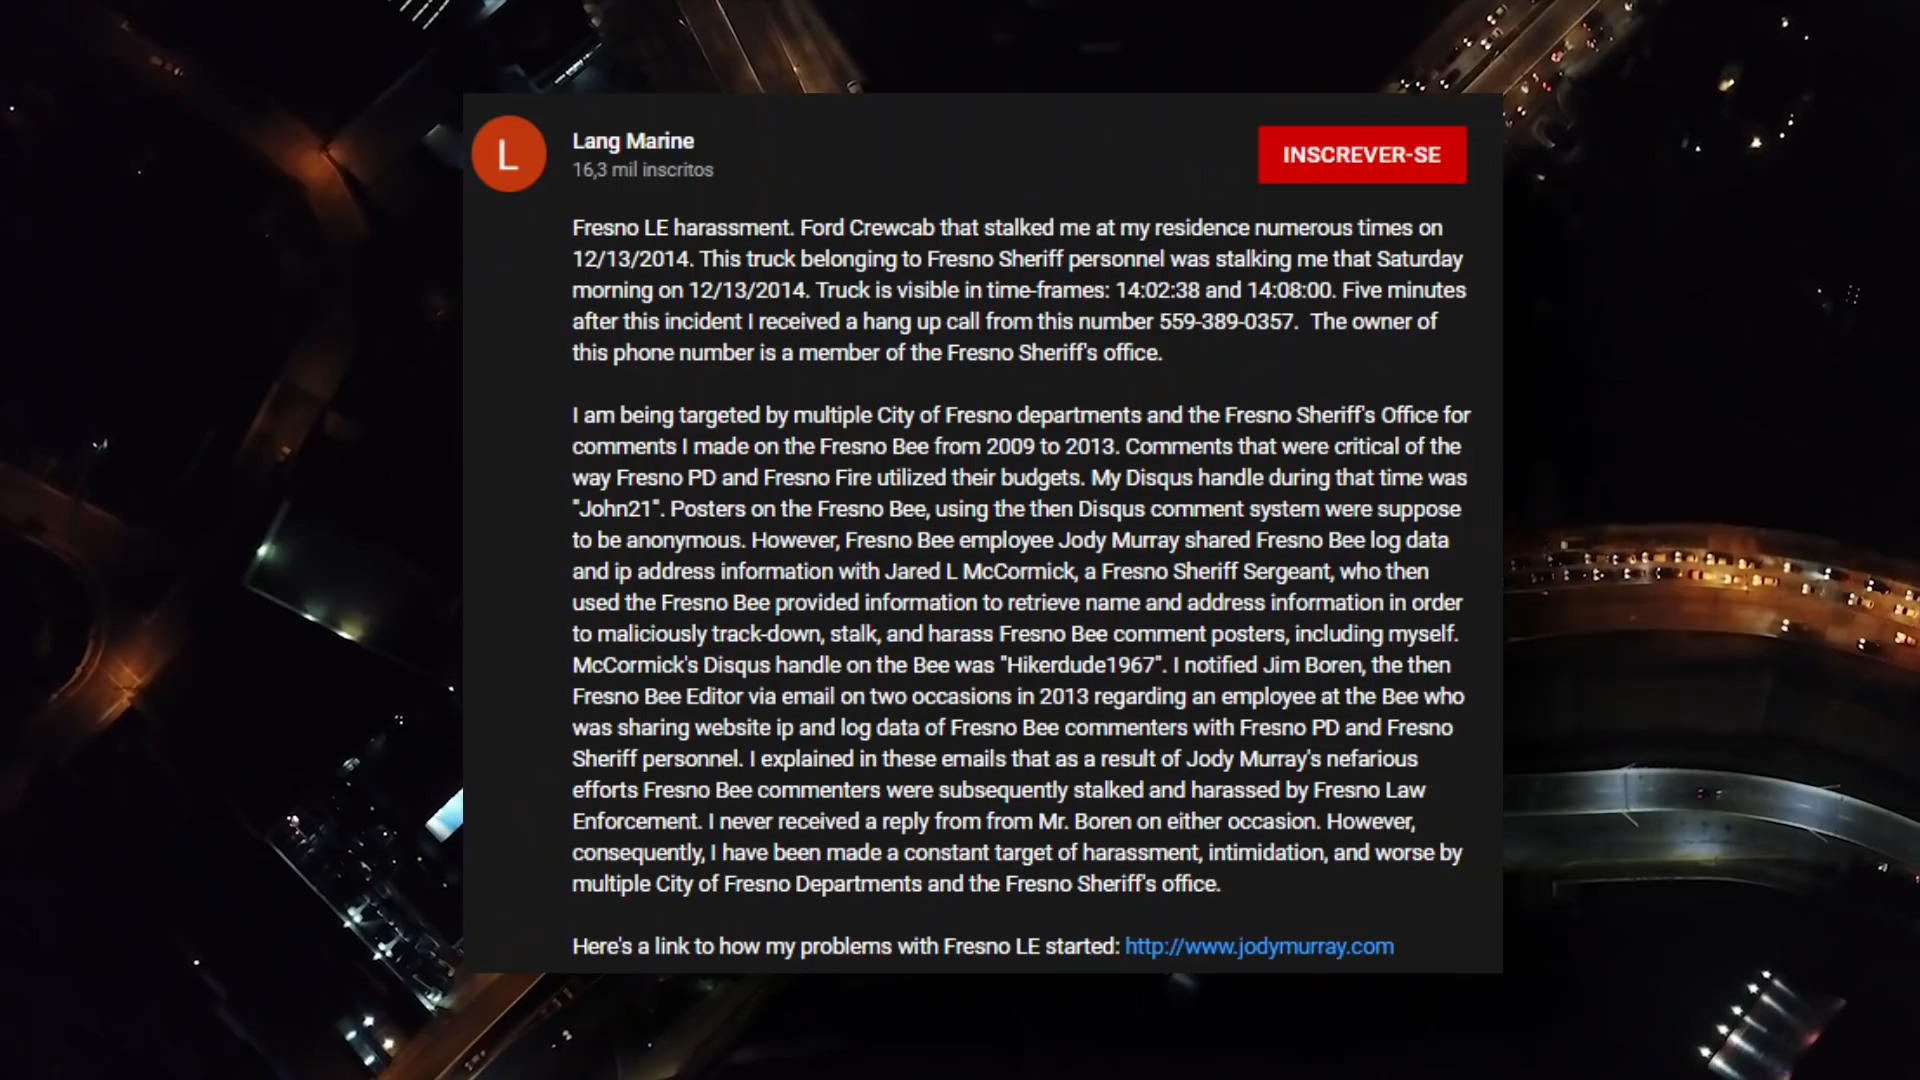 L
Lang Marine
16,3 mil inscritos
INSCREVER-SE
Fresno LE harassment. Ford Crewcab that stalked me at my residence numerous times on
12/13/2014. This truck belonging to Fresno Sheriff personnel was stalking me that Saturday
morning on 12/13/2014. Truck is visible in time-frames: 14:02:38 and 14:08:00. Five minutes
after this incident I received a hang up call from this number 559-389-0357.  The owner of
this phone number is a member of the Fresno Sheriff's office.
I am being targeted by multiple City of Fresno departments and the Fresno Sheriff's Office for
comments I made on the Fresno Bee from 2009 to 2013. Comments that were critical of the
way Fresno PD and Fresno Fire utilized their budgets. My Disqus handle during that time was
"John21". Posters on the Fresno Bee, using the then Disqus comment system were suppose
to be anonymous. However, Fresno Bee employee Jody Murray shared Fresno Bee log data
and ip address information with Jared L McCormick, a Fresno Sheriff Sergeant, who then
used the Fresno Bee provided information to retrieve name and address information in order
to maliciously track-down, stalk, and harass Fresno Bee comment posters, including myself.
McCormick's Disqus handle on the Bee was "Hikerdude1967". I notified Jim Boren, the then
Fresno Bee Editor via email on two occasions in 2013 regarding an employee at the Bee who
was sharing website ip and log data of Fresno Bee commenters with Fresno PD and Fresno
Sheriff personnel. I explained in these emails that as a result of Jody Murray's nefarious
efforts Fresno Bee commenters were subsequently stalked and harassed by Fresno Law
Enforcement. I never received a reply from from Mr. Boren on either occasion. However,
consequently, I have been made a constant target of harassment, intimidation, and worse by
multiple City of Fresno Departments and the Fresno Sheriff's office.
Here's a link to how my problems with Fresno LE started: http://www.jodymurray.com